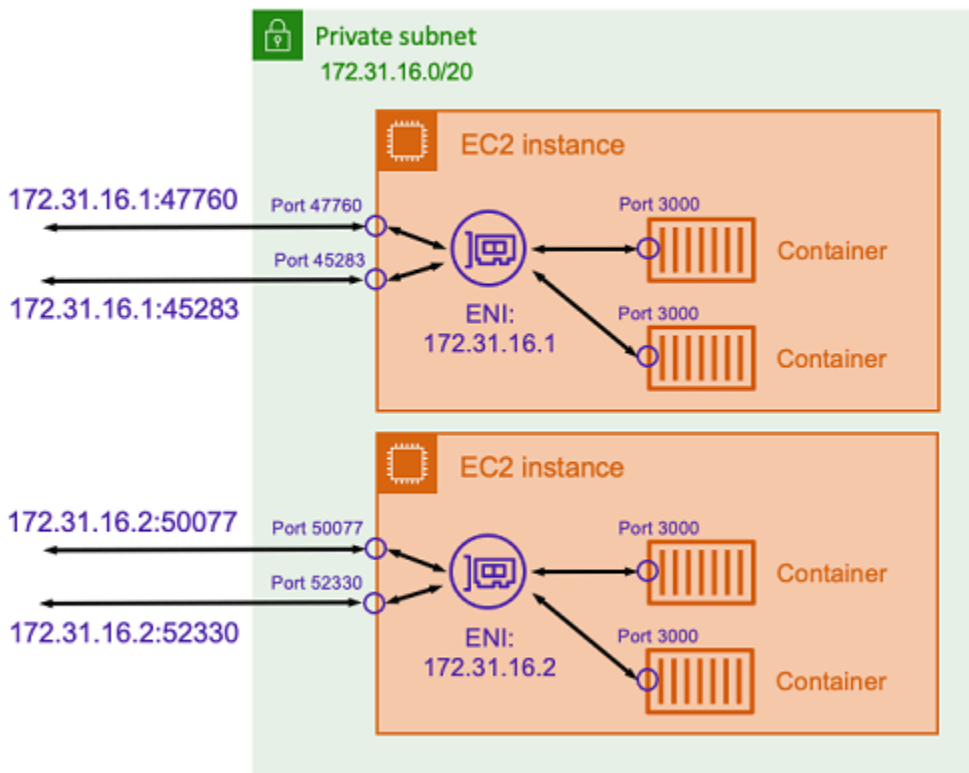 Private subnet
172.31.16.0/20
EC2 instance
172.31.16.1:47760
Port 47760
Port 3000
Container
Port 45283
172.31.16.1:45283
ENI:
172.31.16.1
Port 3000
Container
EC2 instance
172.31.16.2:50077
Port 50077
Port 3000
Container
Port 52330
172.31.16.2:52330
ENI:
172.31.16.2
Port 3000
Container